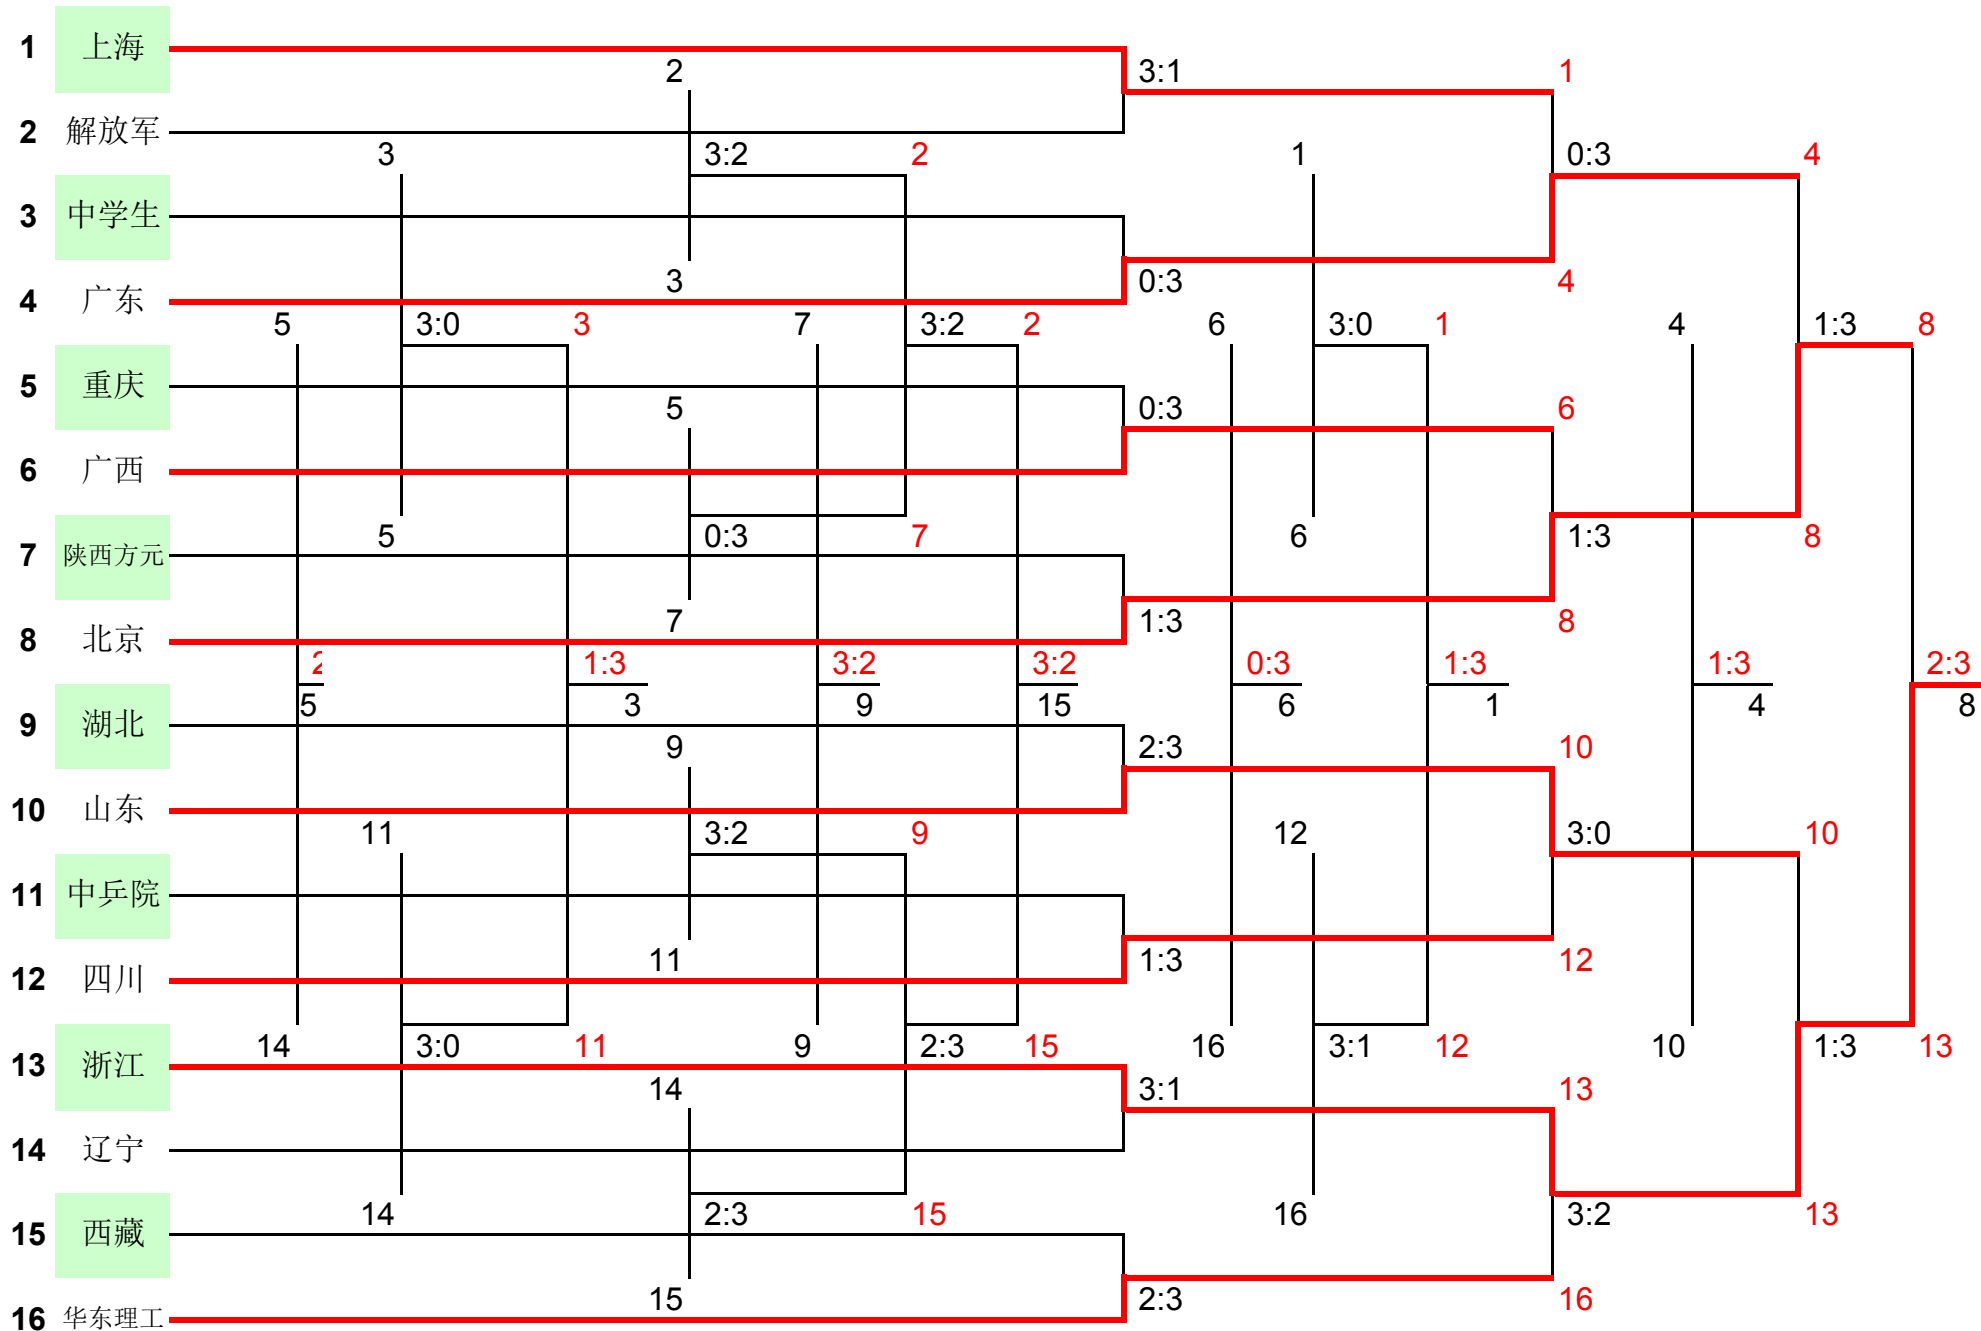 1 上海
2 3:1 1
2 解放军
3 3:2 2 1 0:3 4
3 中学生
3 0:3 4
4 广东
5 3:0 3 7 3:2 2 6 3:0 1 4 1:3 8
5 重庆
5 0:3 6
6 广西
5 0:3 7 6 1:3 8
7 陕西方元
7 1:3 8
8 北京
1:3 3:2 3:2 0:3 1:3 1:3 2:3
5 3 9 15 6 1 4 8
9 湖北
9 2:3 10
10 山东
11 3:2 9 12 3:0 10
11 中乒院
11 1:3 12
12 四川
14 3:0 11 9 2:3 15 16 3:1 12 10 1:3 13
13 浙江
14 3:1 13
14 辽宁
14 2:3 15 16 3:2 13
15 西藏
15 2:3 16
16 华东理工